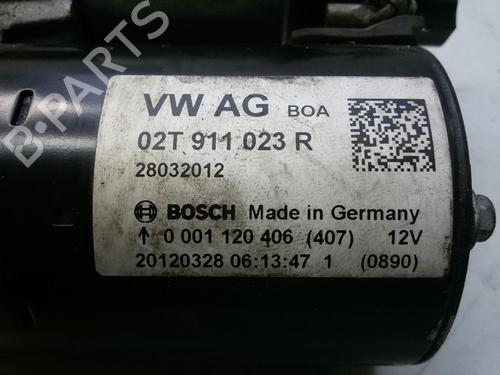 B-PARTS
VW AG BOA
02T 911 023 R
28032012
BOSCH Made in Germany
↑ 0 001 120 406 (407) 12V
20120328 06:13:47 1 (0890)